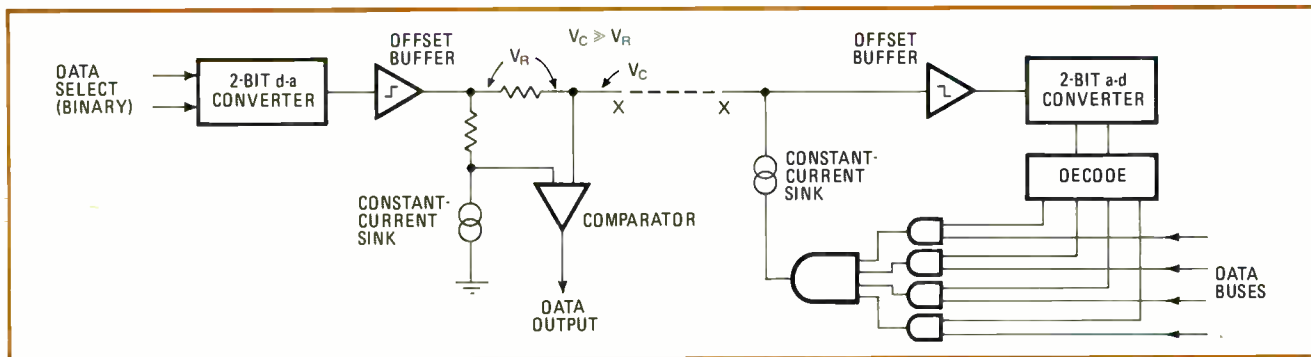 DATA
SELECT
(BINARY)
2-BIT d-a
CONVERTER
OFFSET
BUFFER
V_R
V_C ≫ V_R
V_C
X
X
CONSTANT-
CURRENT
SINK
COMPARATOR
DATA
OUTPUT
CONSTANT-
CURRENT
SINK
OFFSET
BUFFER
2-BIT a-d
CONVERTER
DECODE
DATA
BUSES